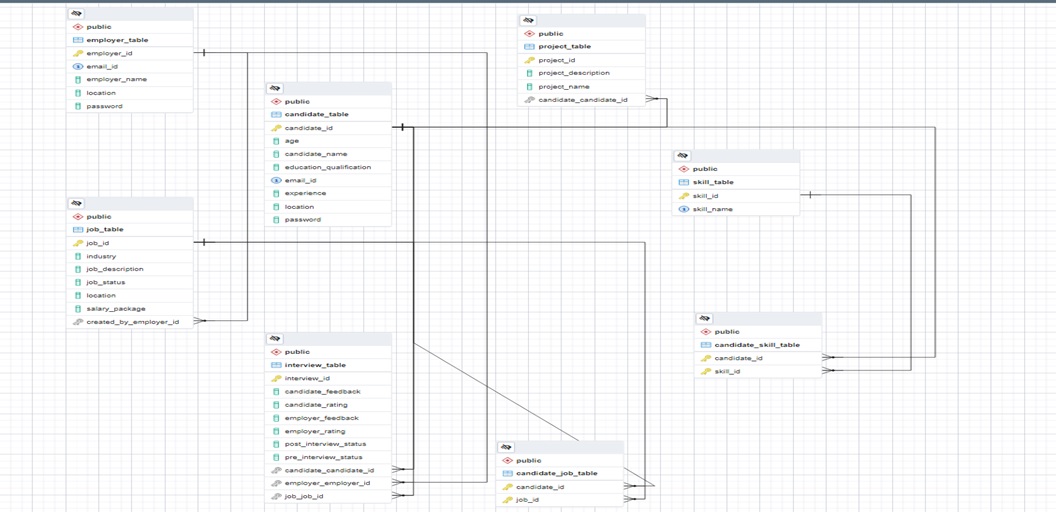 public
employer_table
employer_id
email_id
employer_name
location
password
public
candidate_table
candidate_id
age
candidate_name
education_qualification
email_id
experience
location
password
public
project_table
project_id
project_description
project_name
candidate_candidate_id
public
skill_table
skill_id
skill_name
public
job_table
job_id
industry
job_description
job_status
location
salary_package
created_by_employer_id
public
interview_table
interview_id
candidate_feedback
candidate_rating
employer_feedback
employer_rating
post_interview_status
pre_interview_status
candidate_candidate_id
employer_employer_id
job_job_id
public
candidate_skill_table
candidate_id
skill_id
public
candidate_job_table
candidate_id
job_id